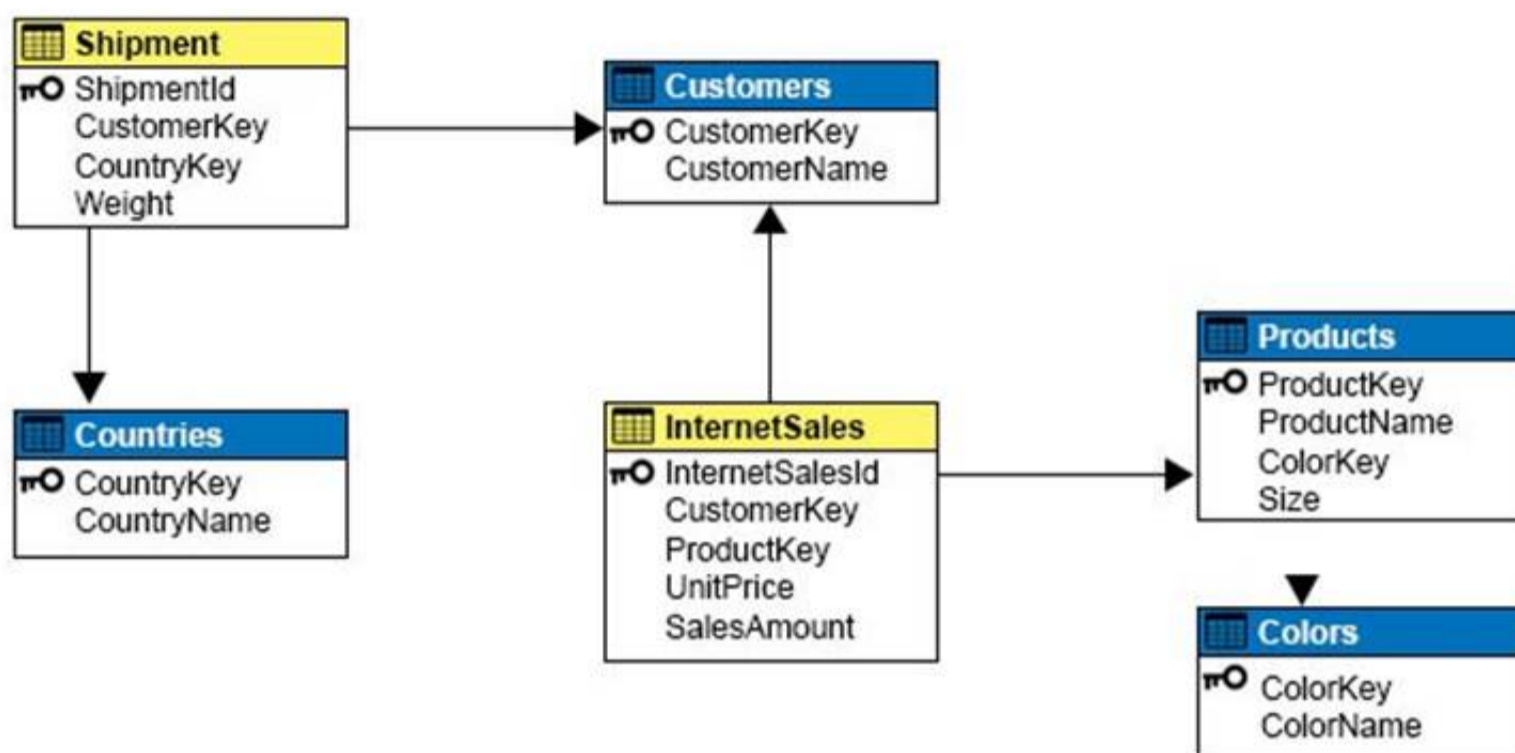 Shipment
ShipmentId
CustomerKey
CountryKey
Weight
Customers
CustomerKey
CustomerName
Countries
CountryKey
CountryName
InternetSales
InternetSalesId
CustomerKey
ProductKey
UnitPrice
SalesAmount
Products
ProductKey
ProductName
ColorKey
Size
Colors
ColorKey
ColorName